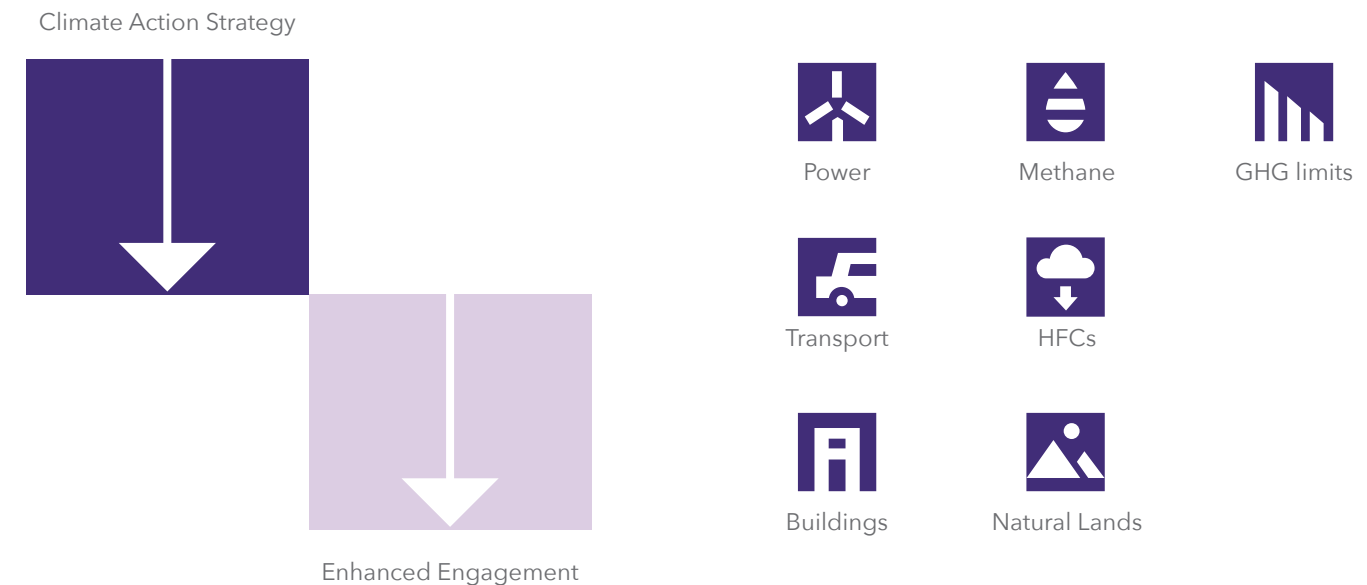 Climate Action Strategy
Power
Methane
GHG limits
Transport
HFCs
Buildings
Natural Lands
Enhanced Engagement